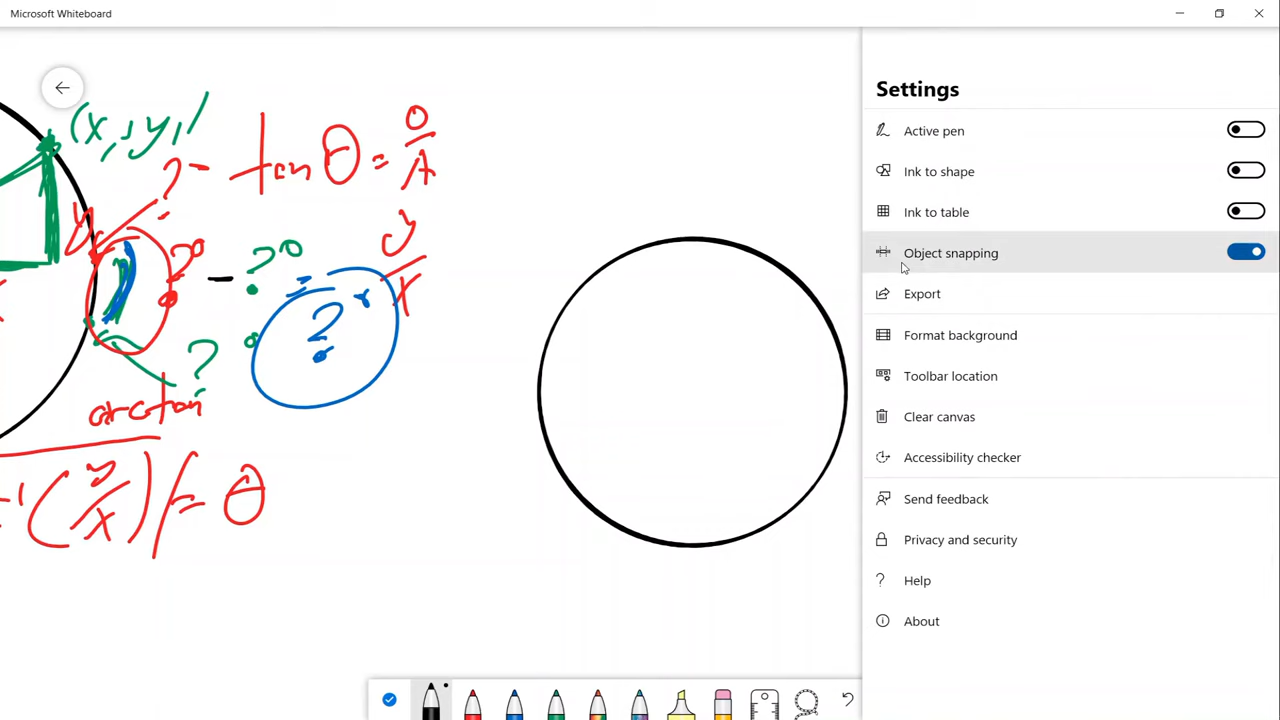 Microsoft Whiteboard
Settings
Active pen
Ink to shape
Ink to table
Object snapping
Export
Format background
Toolbar location
Clear canvas
Accessibility checker
Send feedback
Privacy and security
? Help
About
(x, y)
? - tan θ = O/A
y/x
y
?° - ?°
= ?ʳ
?
arctan
⁻¹(y/x) = θ